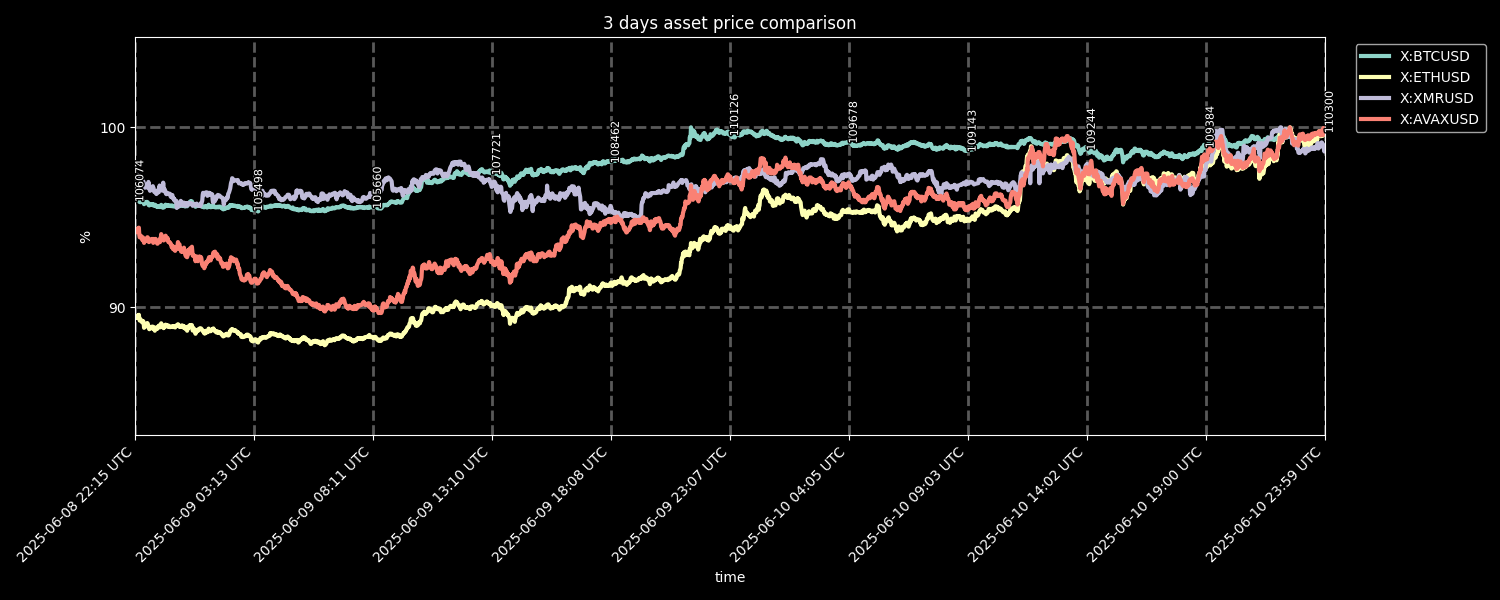 3 days asset price comparison
X:BTCUSD
X:ETHUSD
X:XMRUSD
X:AVAXUSD
100
90
%
106074
105498
105660
107721
108462
110126
109678
109143
109244
109384
110300
2025-06-08 22:15 UTC
2025-06-09 03:13 UTC
2025-06-09 08:11 UTC
2025-06-09 13:10 UTC
2025-06-09 18:08 UTC
2025-06-09 23:07 UTC
2025-06-10 04:05 UTC
2025-06-10 09:03 UTC
2025-06-10 14:02 UTC
2025-06-10 19:00 UTC
2025-06-10 23:59 UTC
time